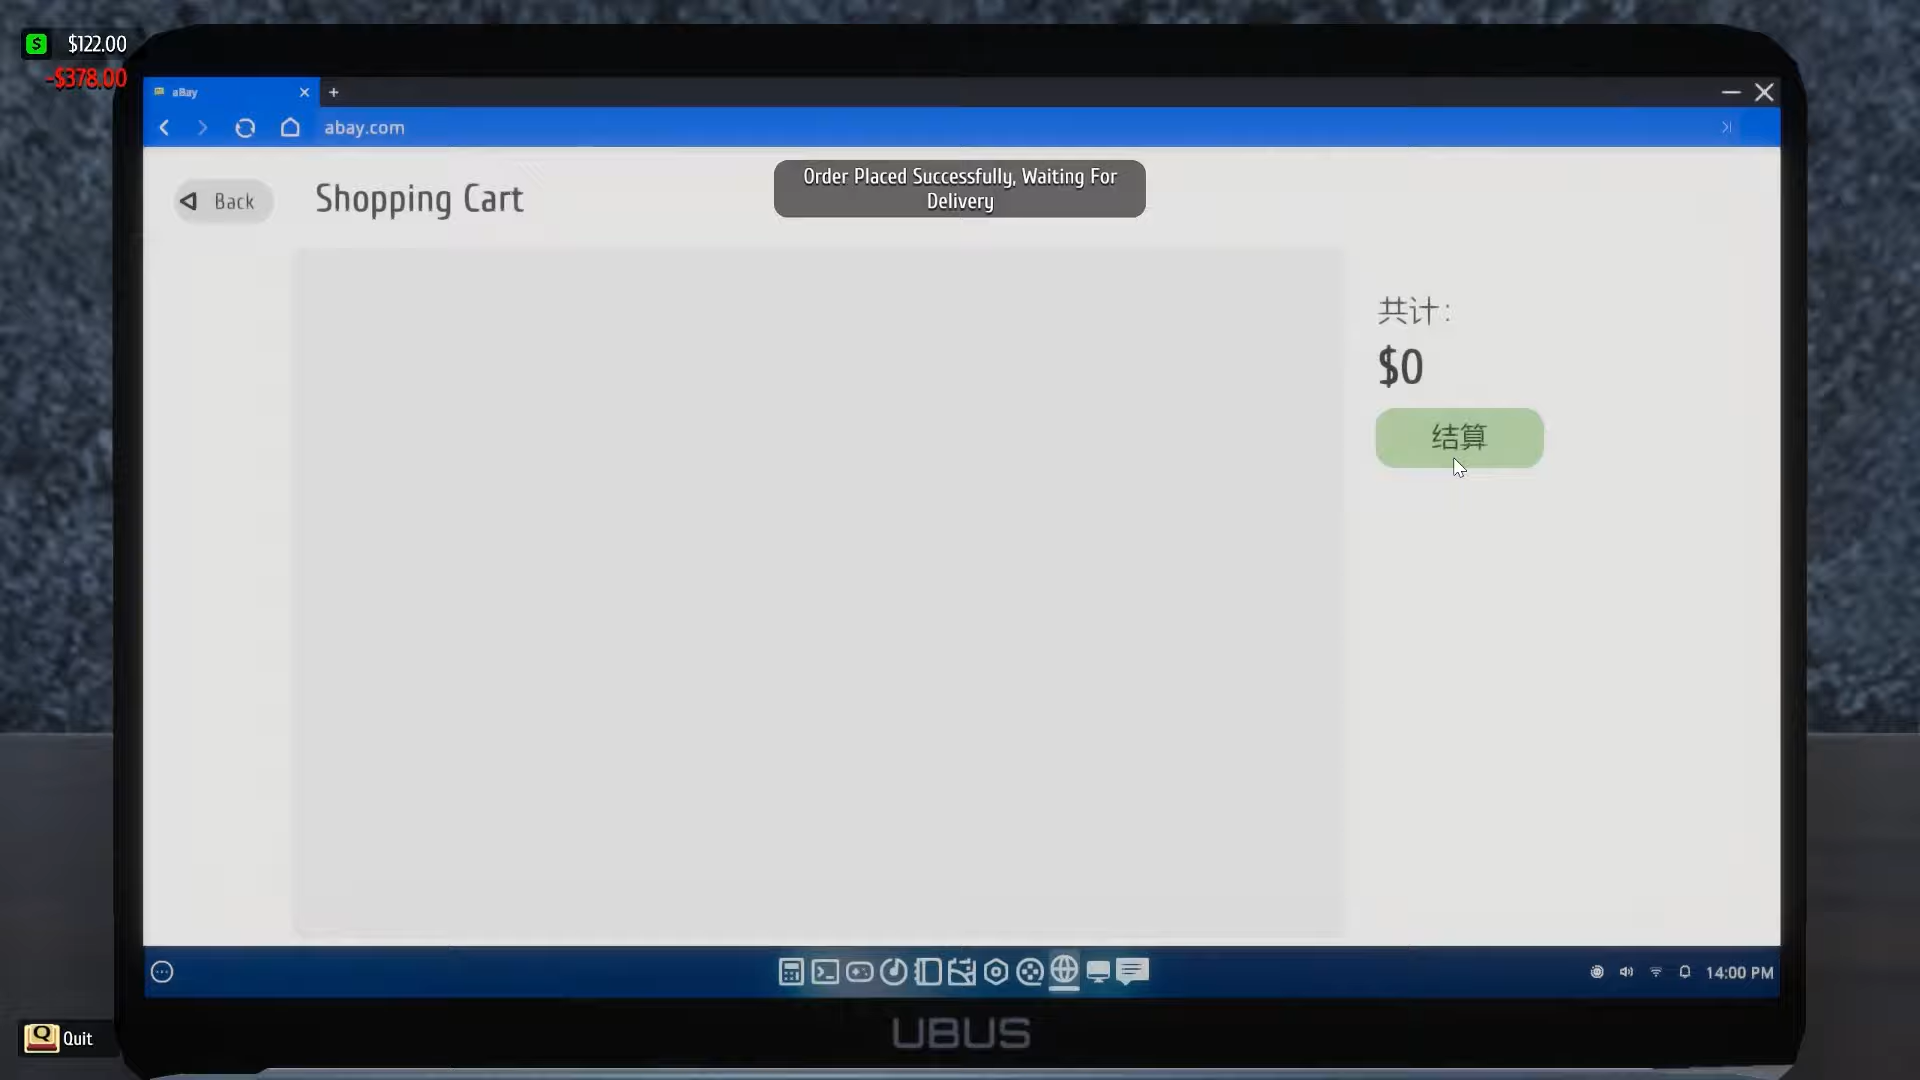 $122.00
-$378.00
aBay
abay.com
Back
Shopping Cart
Order Placed Successfully, Waiting For
Delivery
共计:
$0
结算
14:00 PM
UBUS
Q
Quit